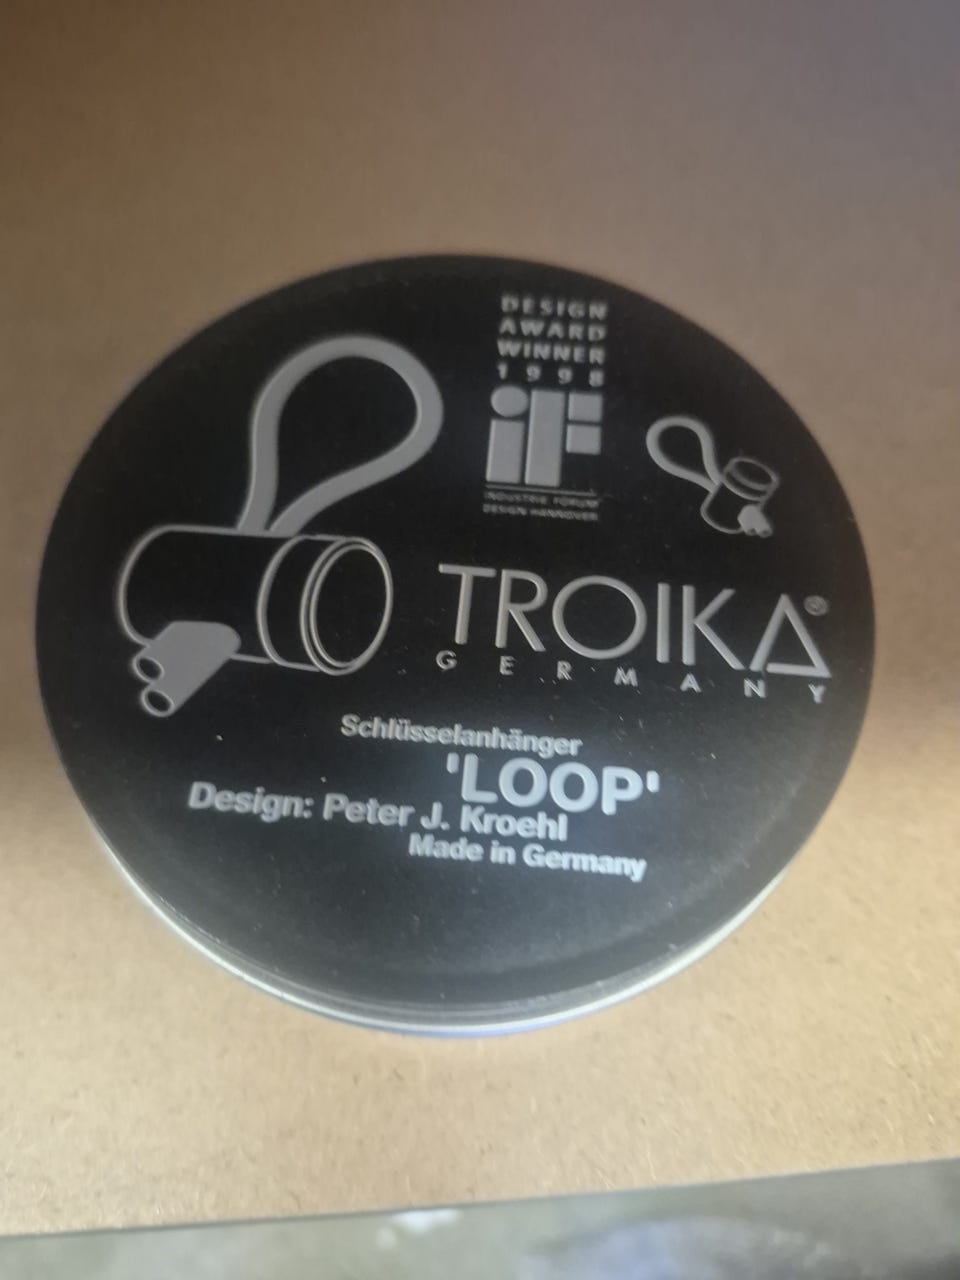 DESIGN
AWARD
WINNER
1998
iF
INDUSTRIE FORUM
DESIGN HANNOVER
TROIKA®
GERMANY
Schlüsselanhänger
'LOOP'
Design: Peter J. Kroehl
Made in Germany